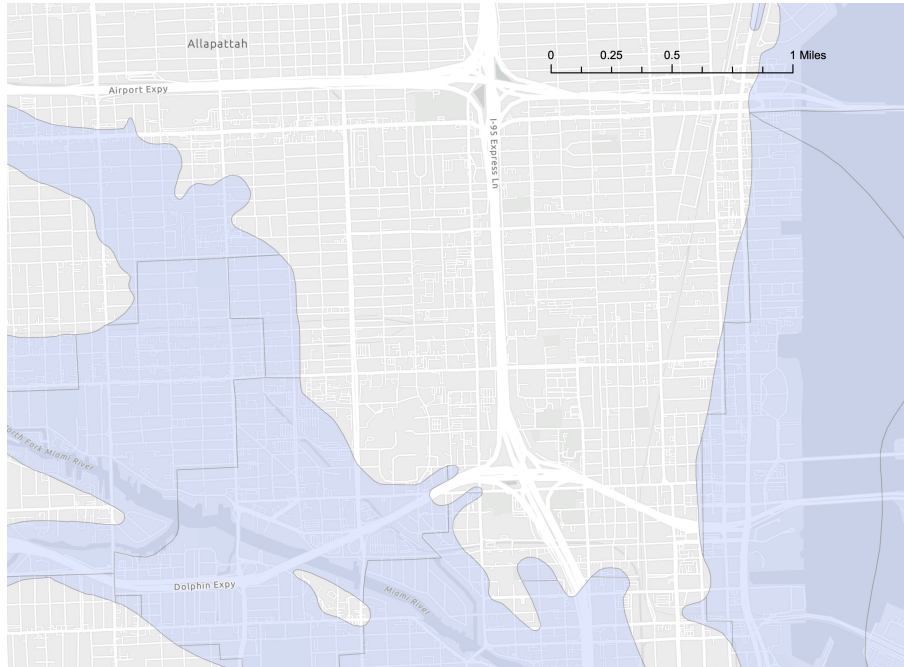 Allapattah
0 0.25 0.5 1 Miles
Airport Expy
I-95 Express Ln
North Fork Miami River
Dolphin Expy
Miami River